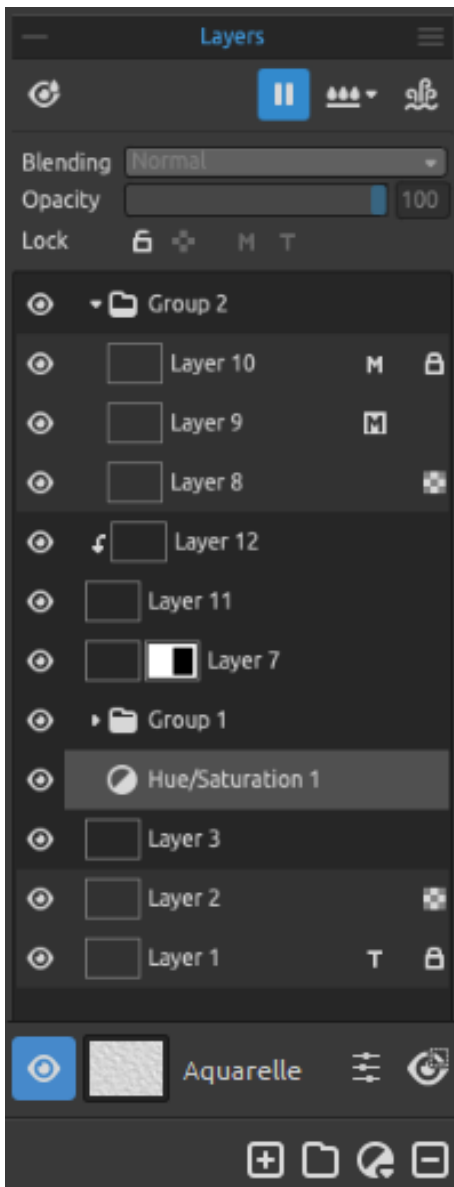 Layers
Blending Normal
Opacity 100
Lock M T
Group 2
Layer 10 M
Layer 9 M
Layer 8
Layer 12
Layer 11
Layer 7
Group 1
Hue/Saturation 1
Layer 3
Layer 2
Layer 1 T
Aquarelle